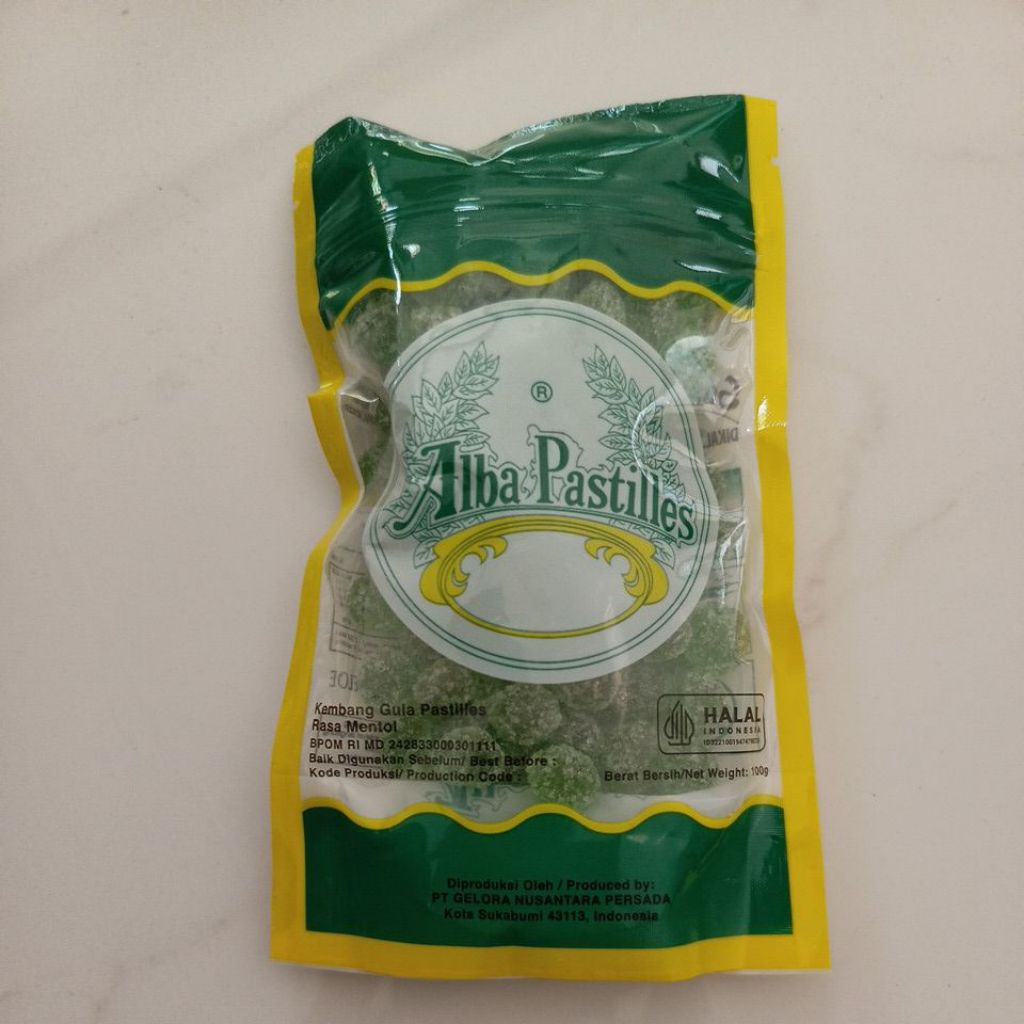 ®
Alba Pastilles
Kembang Gula Pastilles
Rasa Mentol
BPOM RI MD 242833000301111
Baik Digunakan Sebelum/ Best Before :
Kode Produksi/ Production Code :
HALAL
INDONESIA
Berat Bersih/Net Weight: 100g
Diproduksi Oleh / Produced by:
PT GELORA NUSANTARA PERSADA
Kota Sukabumi 43113, Indonesia